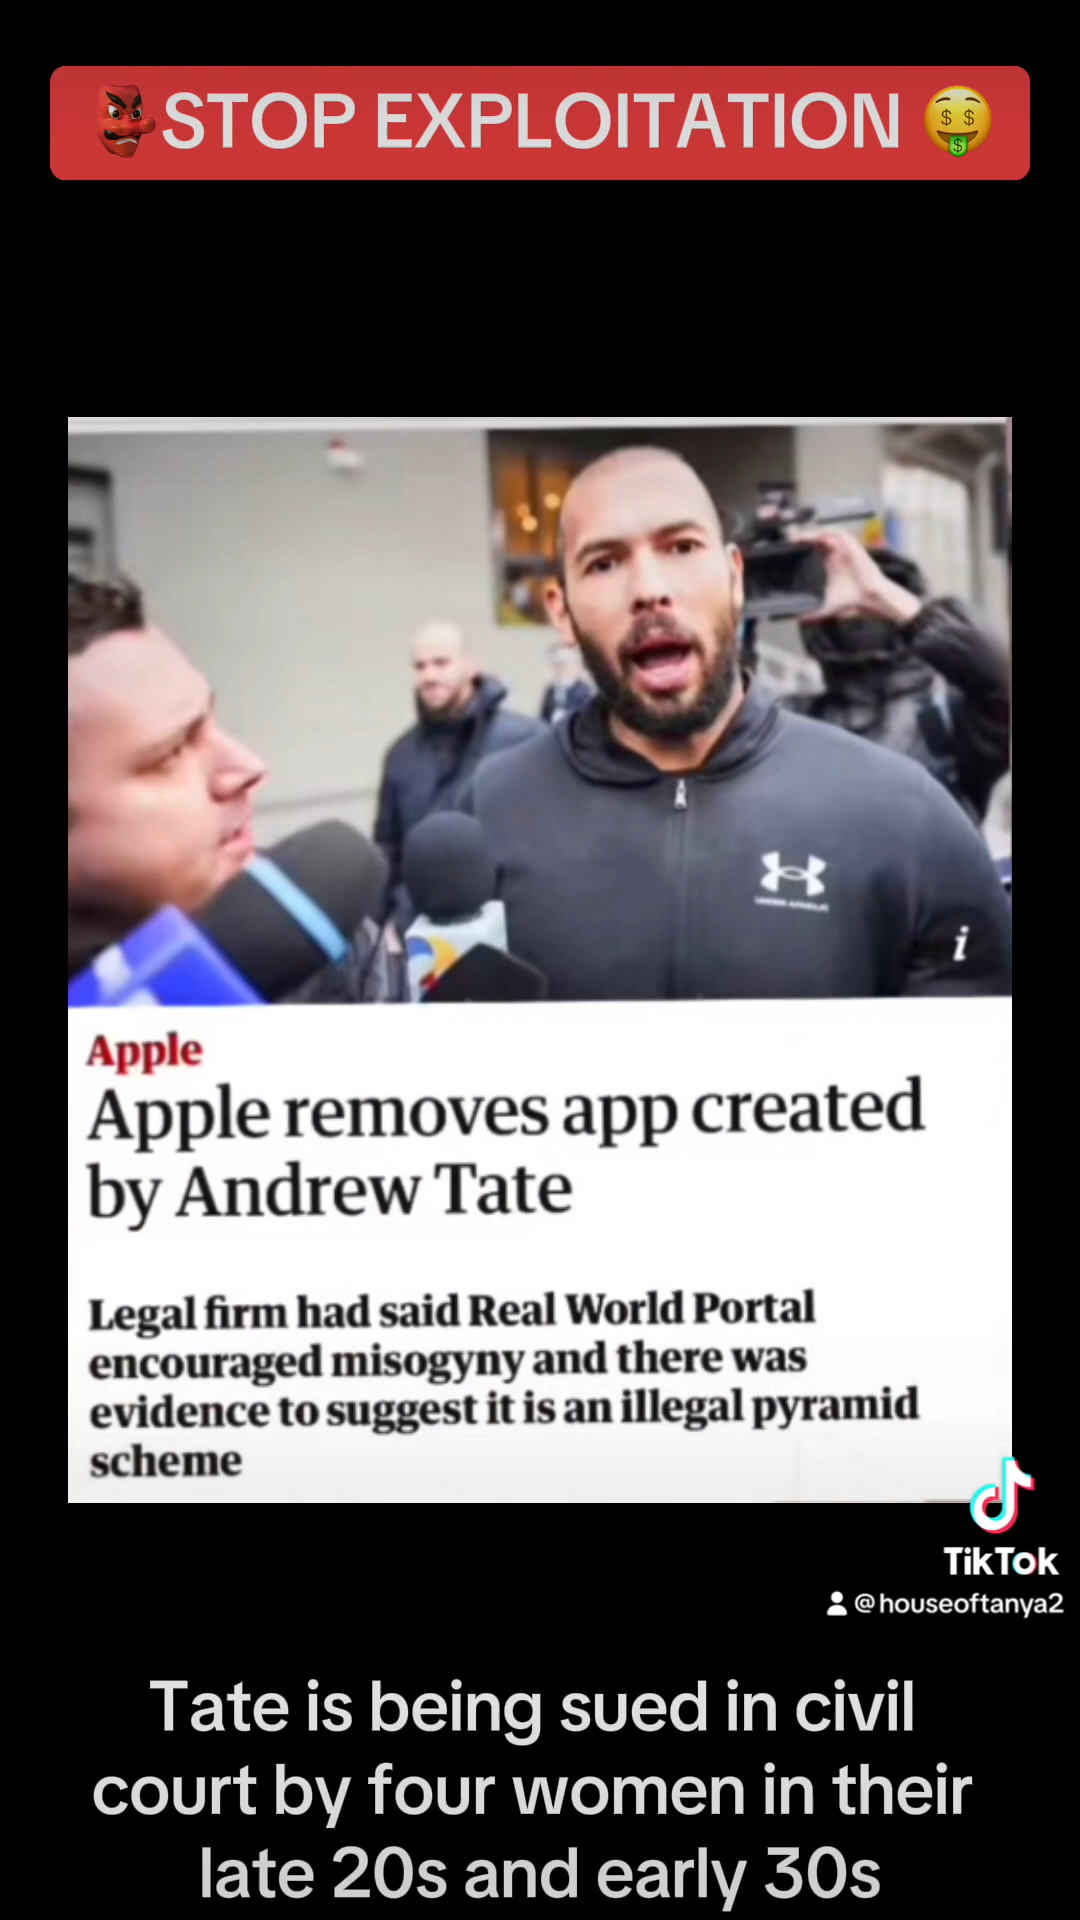 STOP EXPLOITATION
UNDER ARMOUR
i
Apple
Apple removes app created
by Andrew Tate
Legal firm had said Real World Portal
encouraged misogyny and there was
evidence to suggest it is an illegal pyramid
scheme
TikTok
@houseoftanya2
Tate is being sued in civil
court by four women in their
late 20s and early 30s